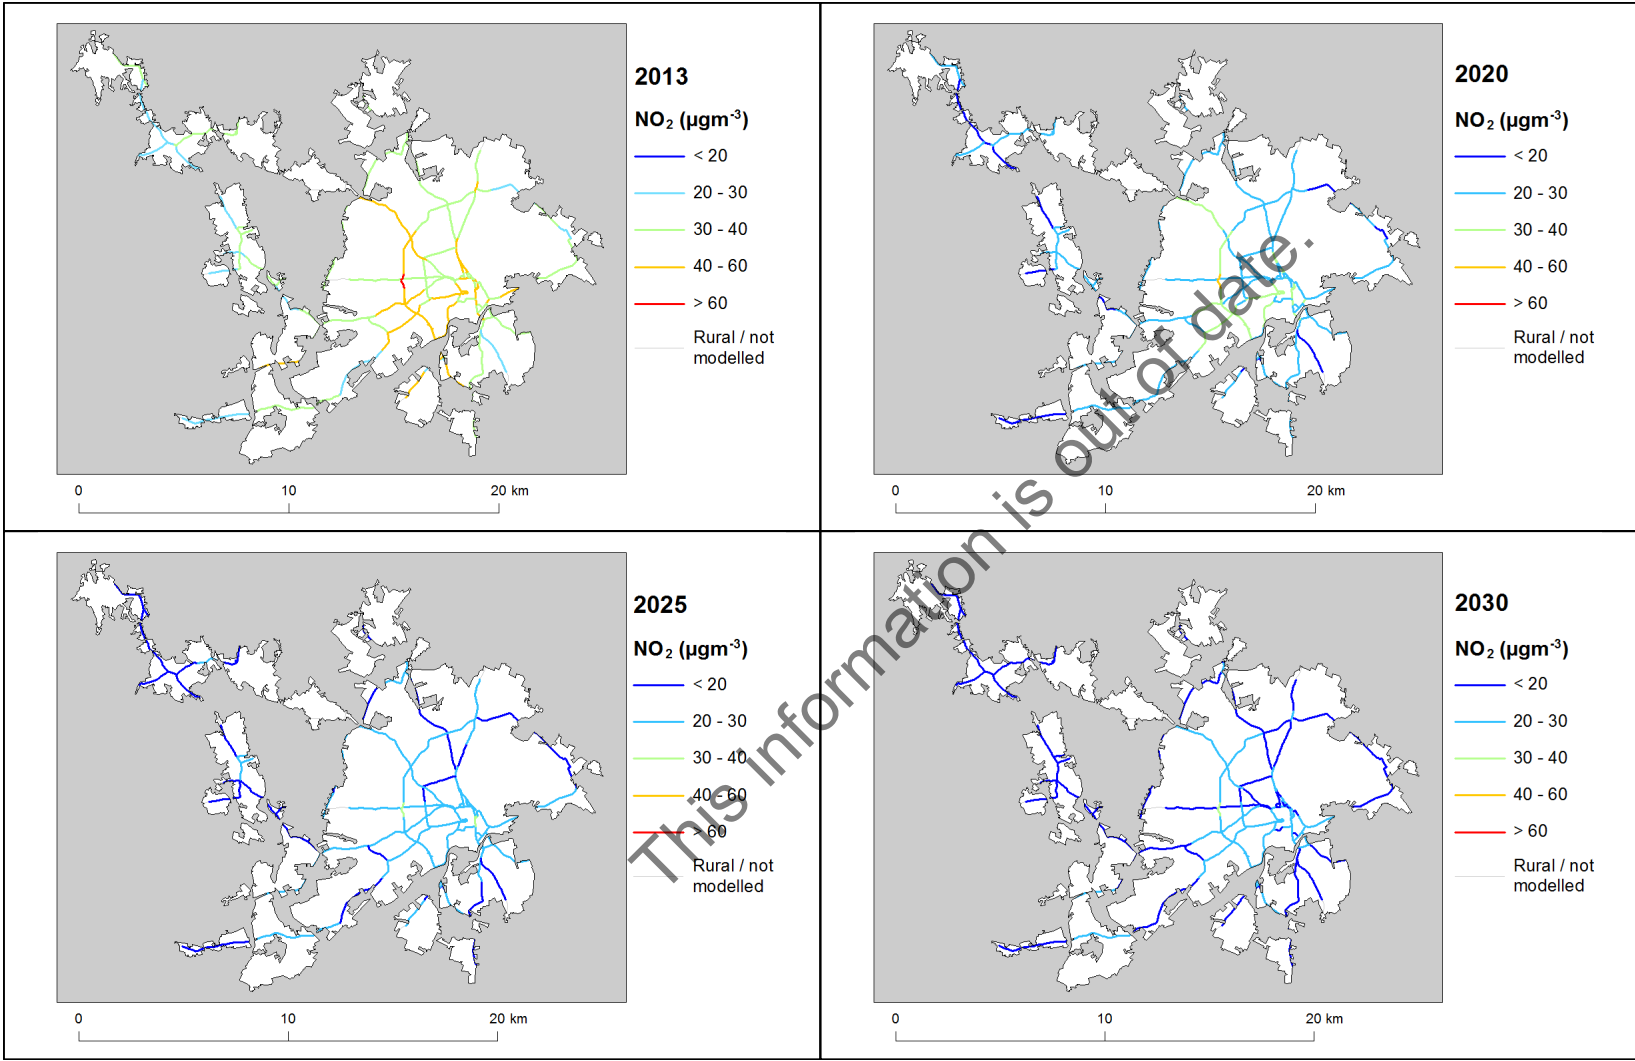 2013
NO₂ (µgm⁻³)
< 20
20 - 30
30 - 40
40 - 60
> 60
Rural / not
modelled
0 10 20 km
2020
NO₂ (µgm⁻³)
< 20
20 - 30
30 - 40
40 - 60
> 60
Rural / not
modelled
0 10 20 km
2025
NO₂ (µgm⁻³)
< 20
20 - 30
30 - 40
40 - 60
> 60
Rural / not
modelled
0 10 20 km
2030
NO₂ (µgm⁻³)
< 20
20 - 30
30 - 40
40 - 60
> 60
Rural / not
modelled
0 10 20 km
This information is out of date.